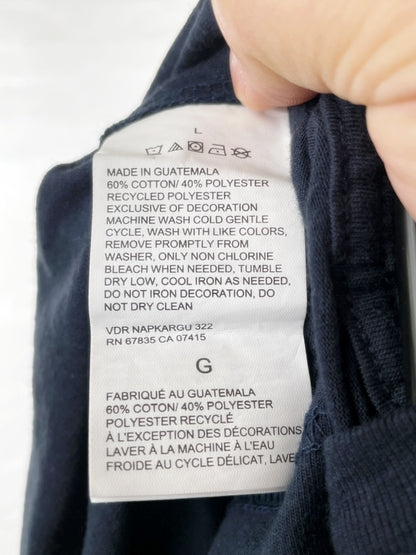 L
MADE IN GUATEMALA
60% COTTON/ 40% POLYESTER
RECYCLED POLYESTER
EXCLUSIVE OF DECORATION
MACHINE WASH COLD GENTLE
CYCLE, WASH WITH LIKE COLORS,
REMOVE PROMPTLY FROM
WASHER, ONLY NON CHLORINE
BLEACH WHEN NEEDED, TUMBLE
DRY LOW, COOL IRON AS NEEDED,
DO NOT IRON DECORATION, DO
NOT DRY CLEAN
VDR NAPKARGU 322
RN 67835 CA 07415
G
FABRIQUÉ AU GUATEMALA
60% COTTON/ 40% POLYESTER
POLYESTER RECYCLÉ
À L'EXCEPTION DES DÉCORATIONS
LAVER À LA MACHINE À L'EAU
FROIDE AU CYCLE DÉLICAT, LAVE